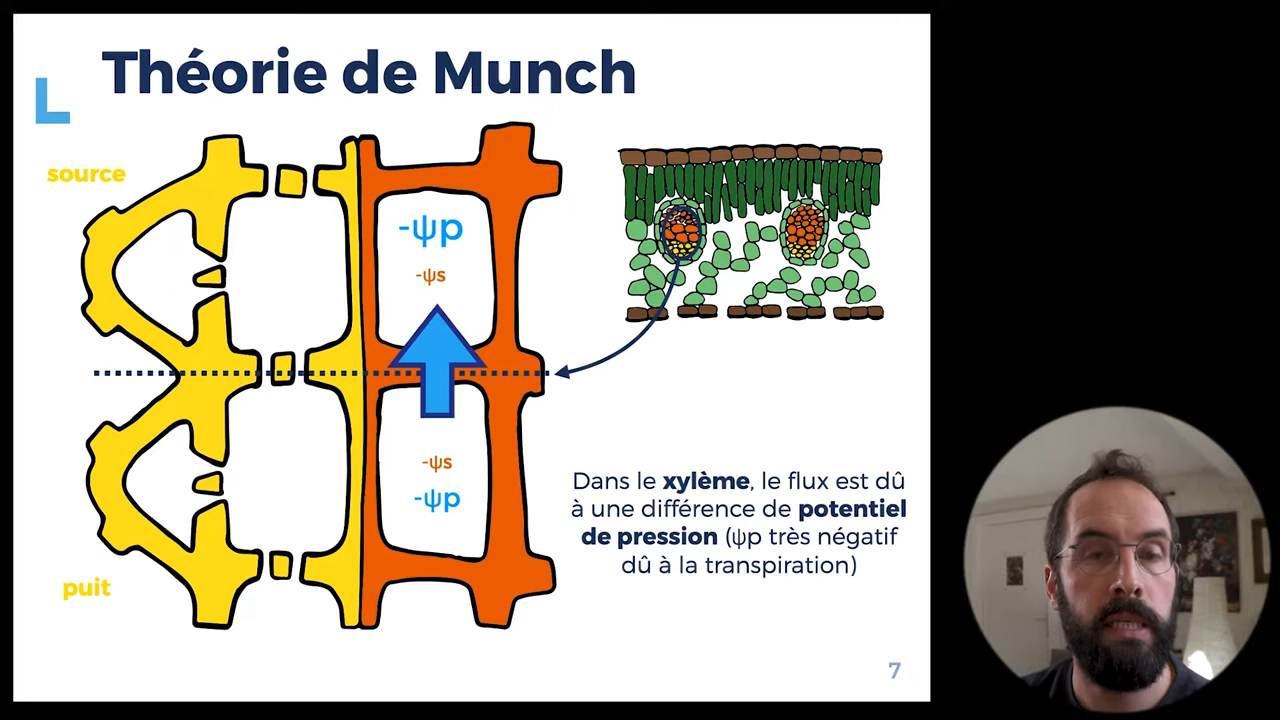 Théorie de Munch
source
-ψp
-ψs
-ψs
-ψp
puit
Dans le xylème, le flux est dû
à une différence de potentiel
de pression (ψp très négatif
dû à la transpiration)
7